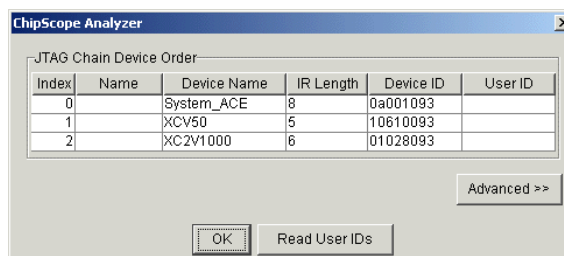 ChipScope Analyzer
JTAG Chain Device Order
Index Name Device Name IR Length Device ID User ID
0 System_ACE 8 0a001093
1 XCV50 5 10610093
2 XC2V1000 6 01028093
Advanced >>
OK Read User IDs